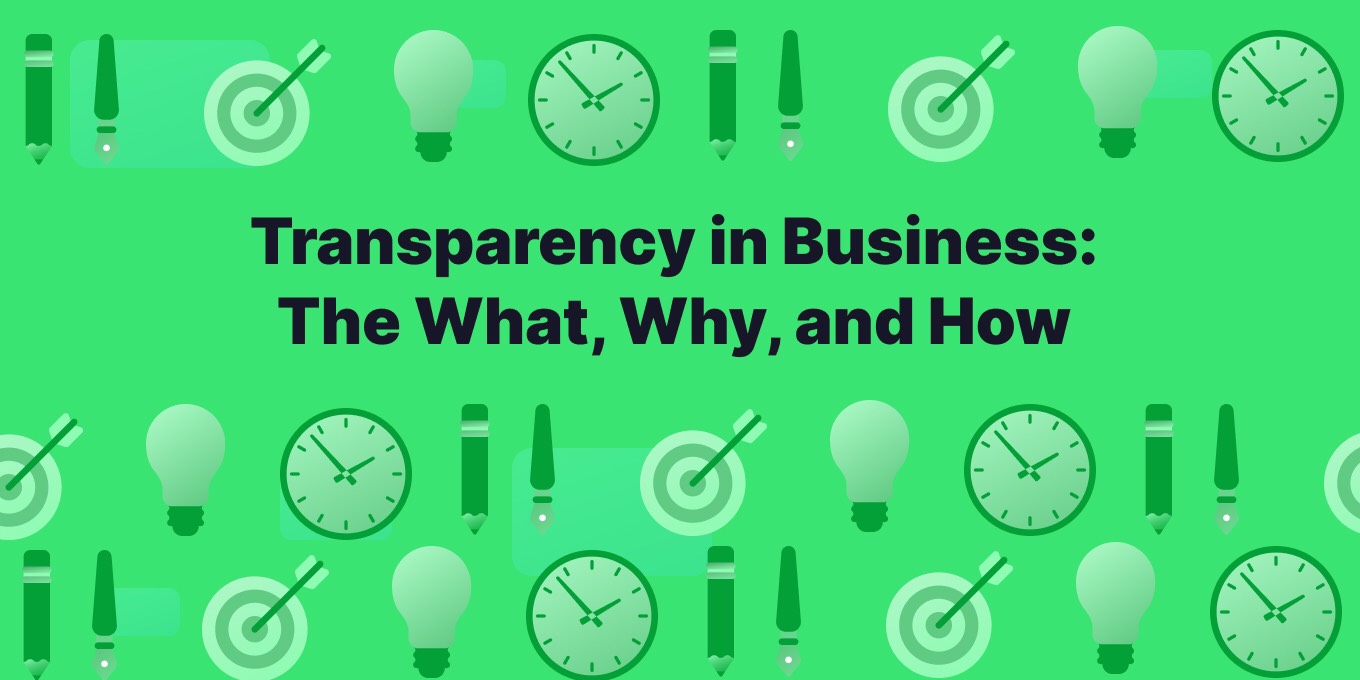 Transparency in Business:
The What, Why, and How